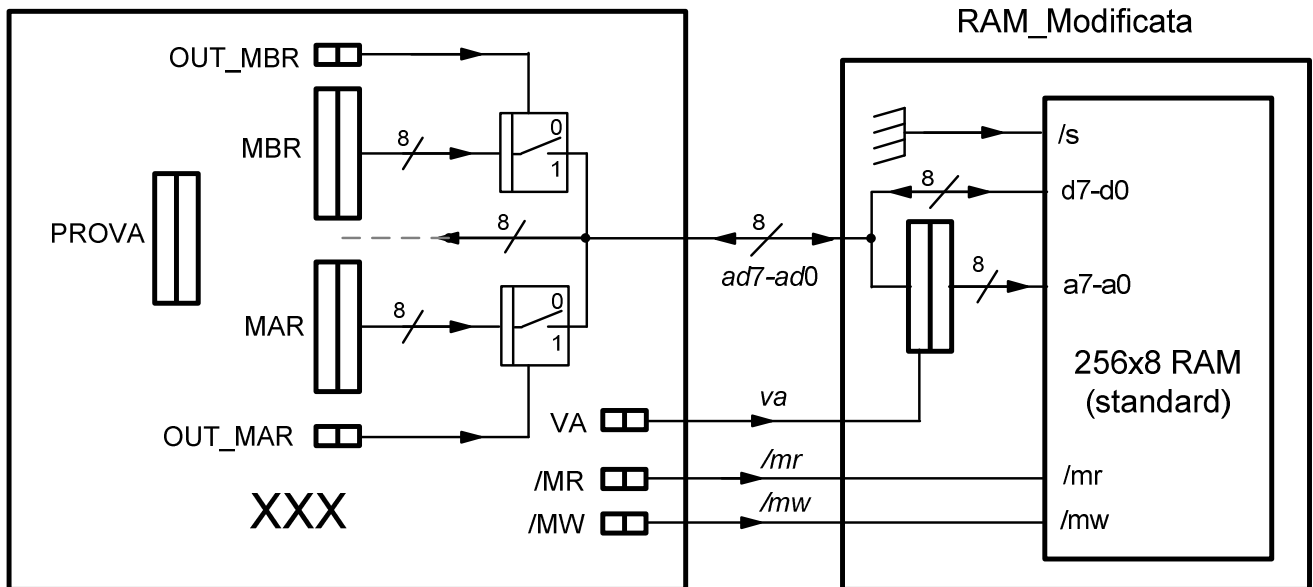 RAM_Modificata
OUT_MBR
MBR
8
0
1
PROVA
8
8
ad7-ad0
MAR
8
0
1
OUT_MAR
XXX
VA
va
/MR
/mr
/MW
/mw
/s
8
d7-d0
8
a7-a0
256x8 RAM
(standard)
/mr
/mw